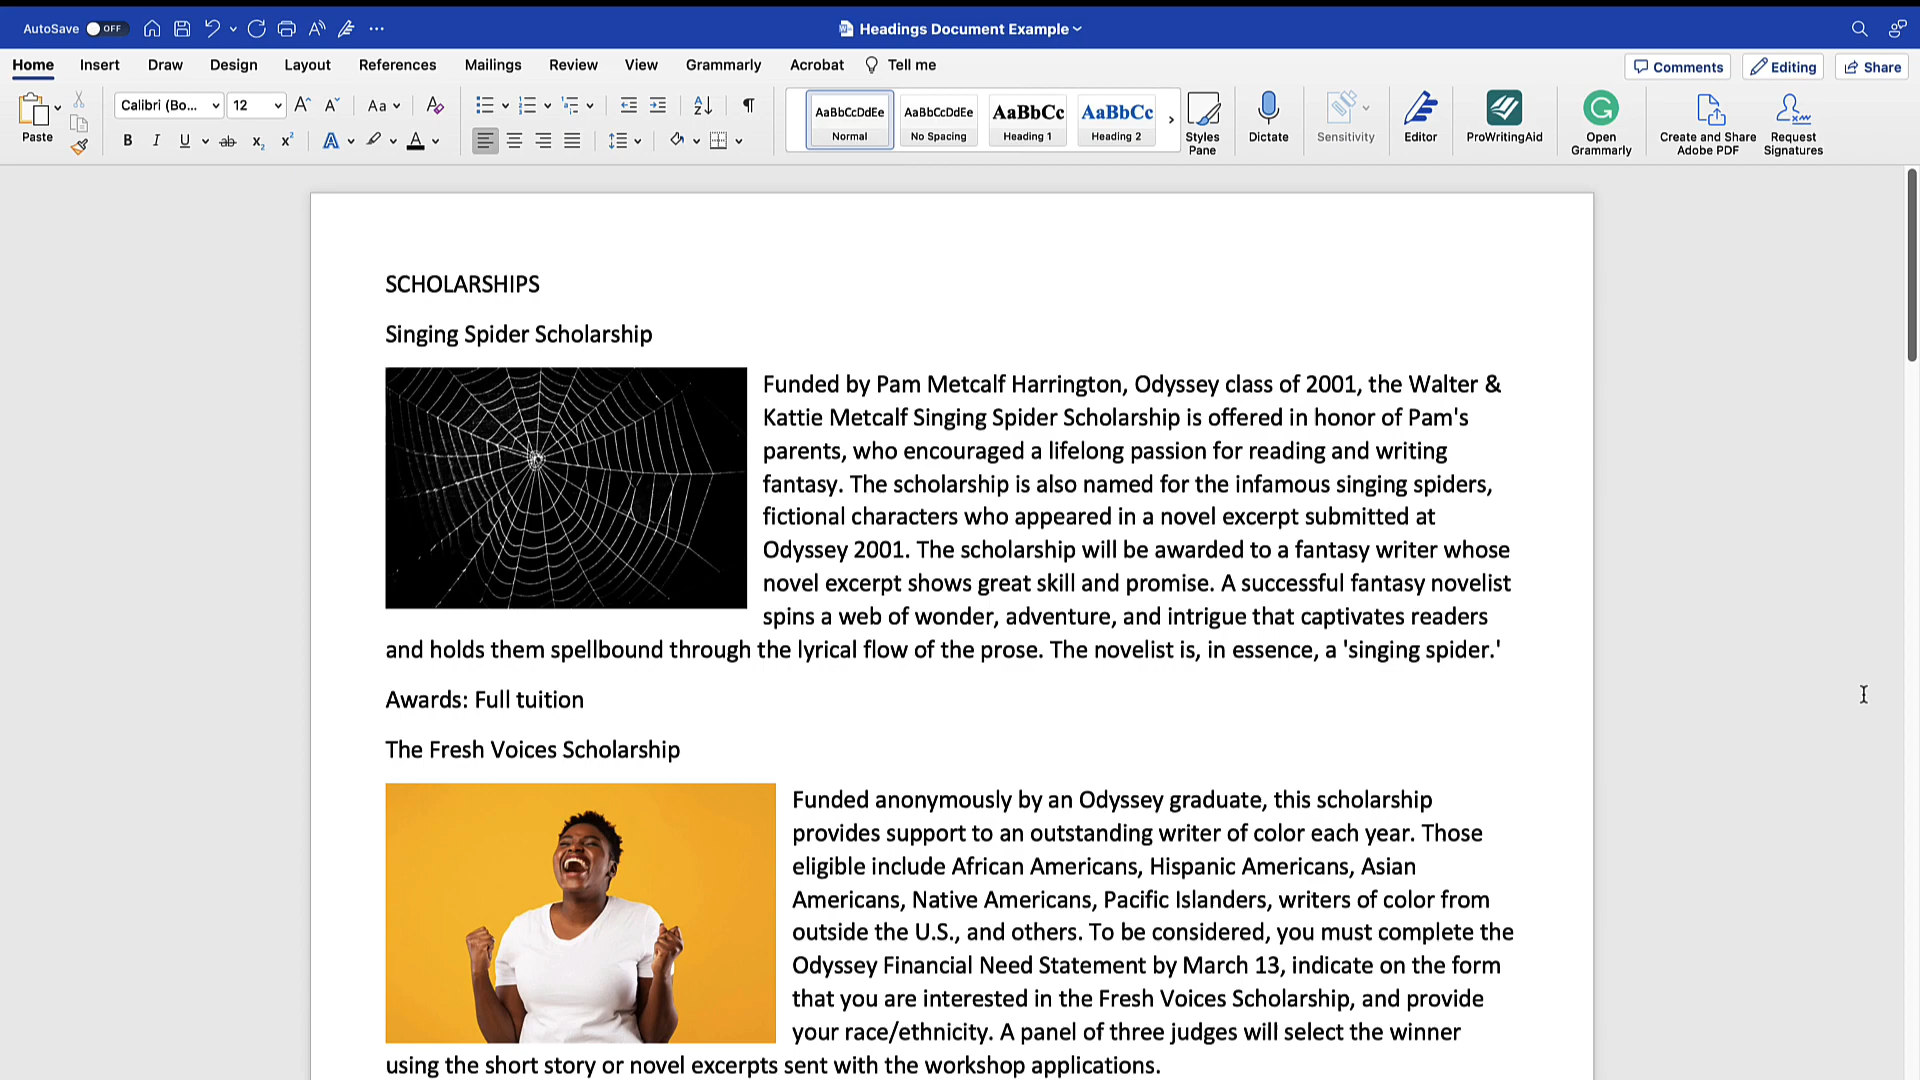 AutoSave OFF
Headings Document Example
Home Insert Draw Design Layout References Mailings Review View Grammarly Acrobat Tell me
Comments Editing Share
Calibri (Bo... 12 Aa
Paste
B I U ab
AaBbCcDdEe AaBbCcDdEe AaBbCc AaBbCc
Normal No Spacing Heading 1 Heading 2
Styles Pane
Dictate
Sensitivity
Editor
ProWritingAid
Open Grammarly
Create and Share Adobe PDF
Request Signatures
SCHOLARSHIPS
Singing Spider Scholarship
Funded by Pam Metcalf Harrington, Odyssey class of 2001, the Walter &
Kattie Metcalf Singing Spider Scholarship is offered in honor of Pam's
parents, who encouraged a lifelong passion for reading and writing
fantasy. The scholarship is also named for the infamous singing spiders,
fictional characters who appeared in a novel excerpt submitted at
Odyssey 2001. The scholarship will be awarded to a fantasy writer whose
novel excerpt shows great skill and promise. A successful fantasy novelist
spins a web of wonder, adventure, and intrigue that captivates readers
and holds them spellbound through the lyrical flow of the prose. The novelist is, in essence, a 'singing spider.'
Awards: Full tuition
The Fresh Voices Scholarship
Funded anonymously by an Odyssey graduate, this scholarship
provides support to an outstanding writer of color each year. Those
eligible include African Americans, Hispanic Americans, Asian
Americans, Native Americans, Pacific Islanders, writers of color from
outside the U.S., and others. To be considered, you must complete the
Odyssey Financial Need Statement by March 13, indicate on the form
that you are interested in the Fresh Voices Scholarship, and provide
your race/ethnicity. A panel of three judges will select the winner
using the short story or novel excerpts sent with the workshop applications.